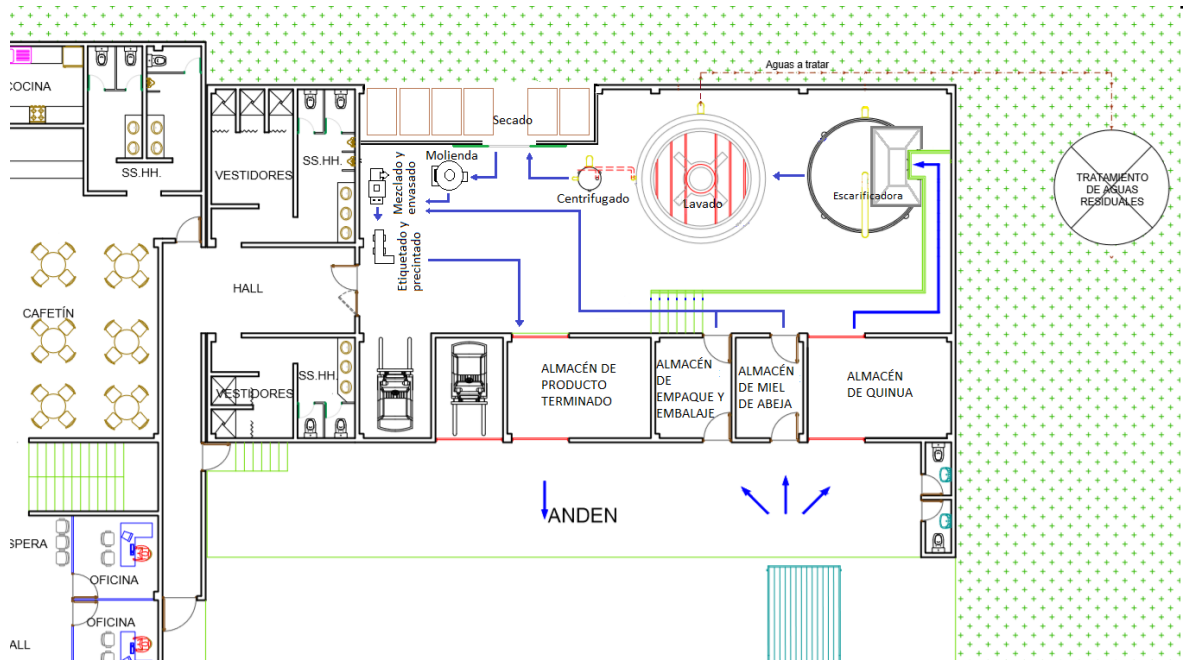 Aguas a tratar
COCINA
Secado
SS.HH.
VESTIDORES
SS.HH.
Mezclado y
envasado
Molienda
Centrifugado
Lavado
Escarificadora
TRATAMIENTO
DE AGUAS
RESIDUALES
Etiquetado y
precintado
HALL
CAFETÍN
VESTIDORES
SS.HH.
ALMACÉN DE
PRODUCTO
TERMINADO
ALMACÉN
DE
EMPAQUE Y
EMBALAJE
ALMACÉN
DE MIEL
DE ABEJA
ALMACÉN
DE QUINUA
ANDEN
SPERA
OFICINA
OFICINA
ALL